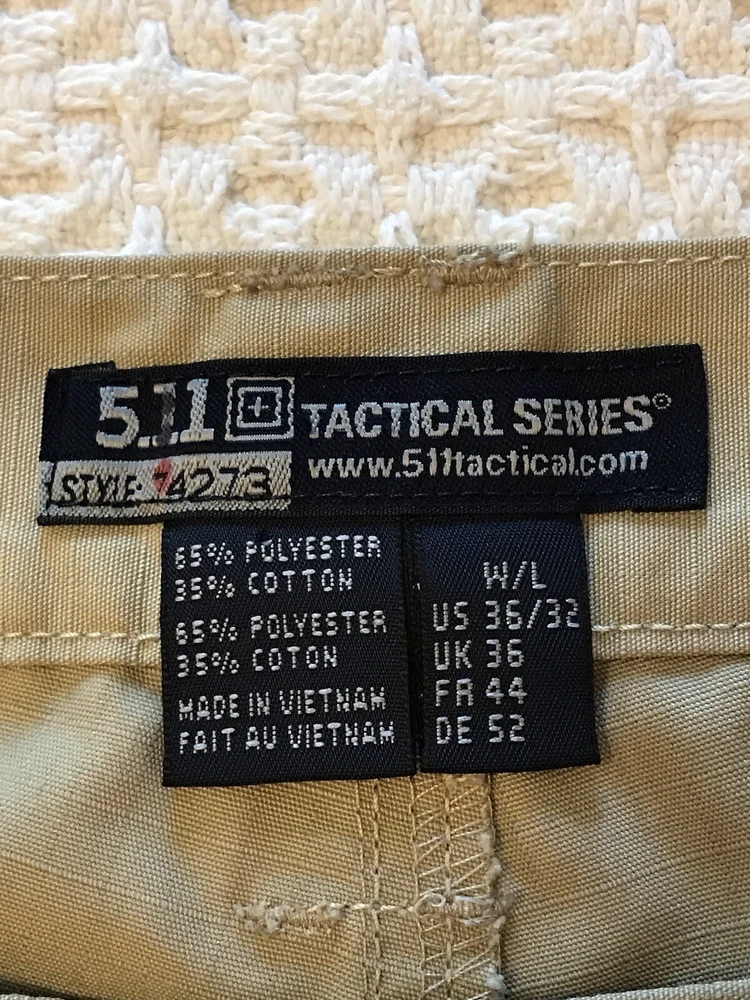 5.11 TACTICAL SERIES®
www.511tactical.com
STYLE 74273
65% POLYESTER
35% COTTON
65% POLYESTER
35% COTON
MADE IN VIETNAM
FAIT AU VIETNAM
W/L
US 36/32
UK 36
FR 44
DE 52